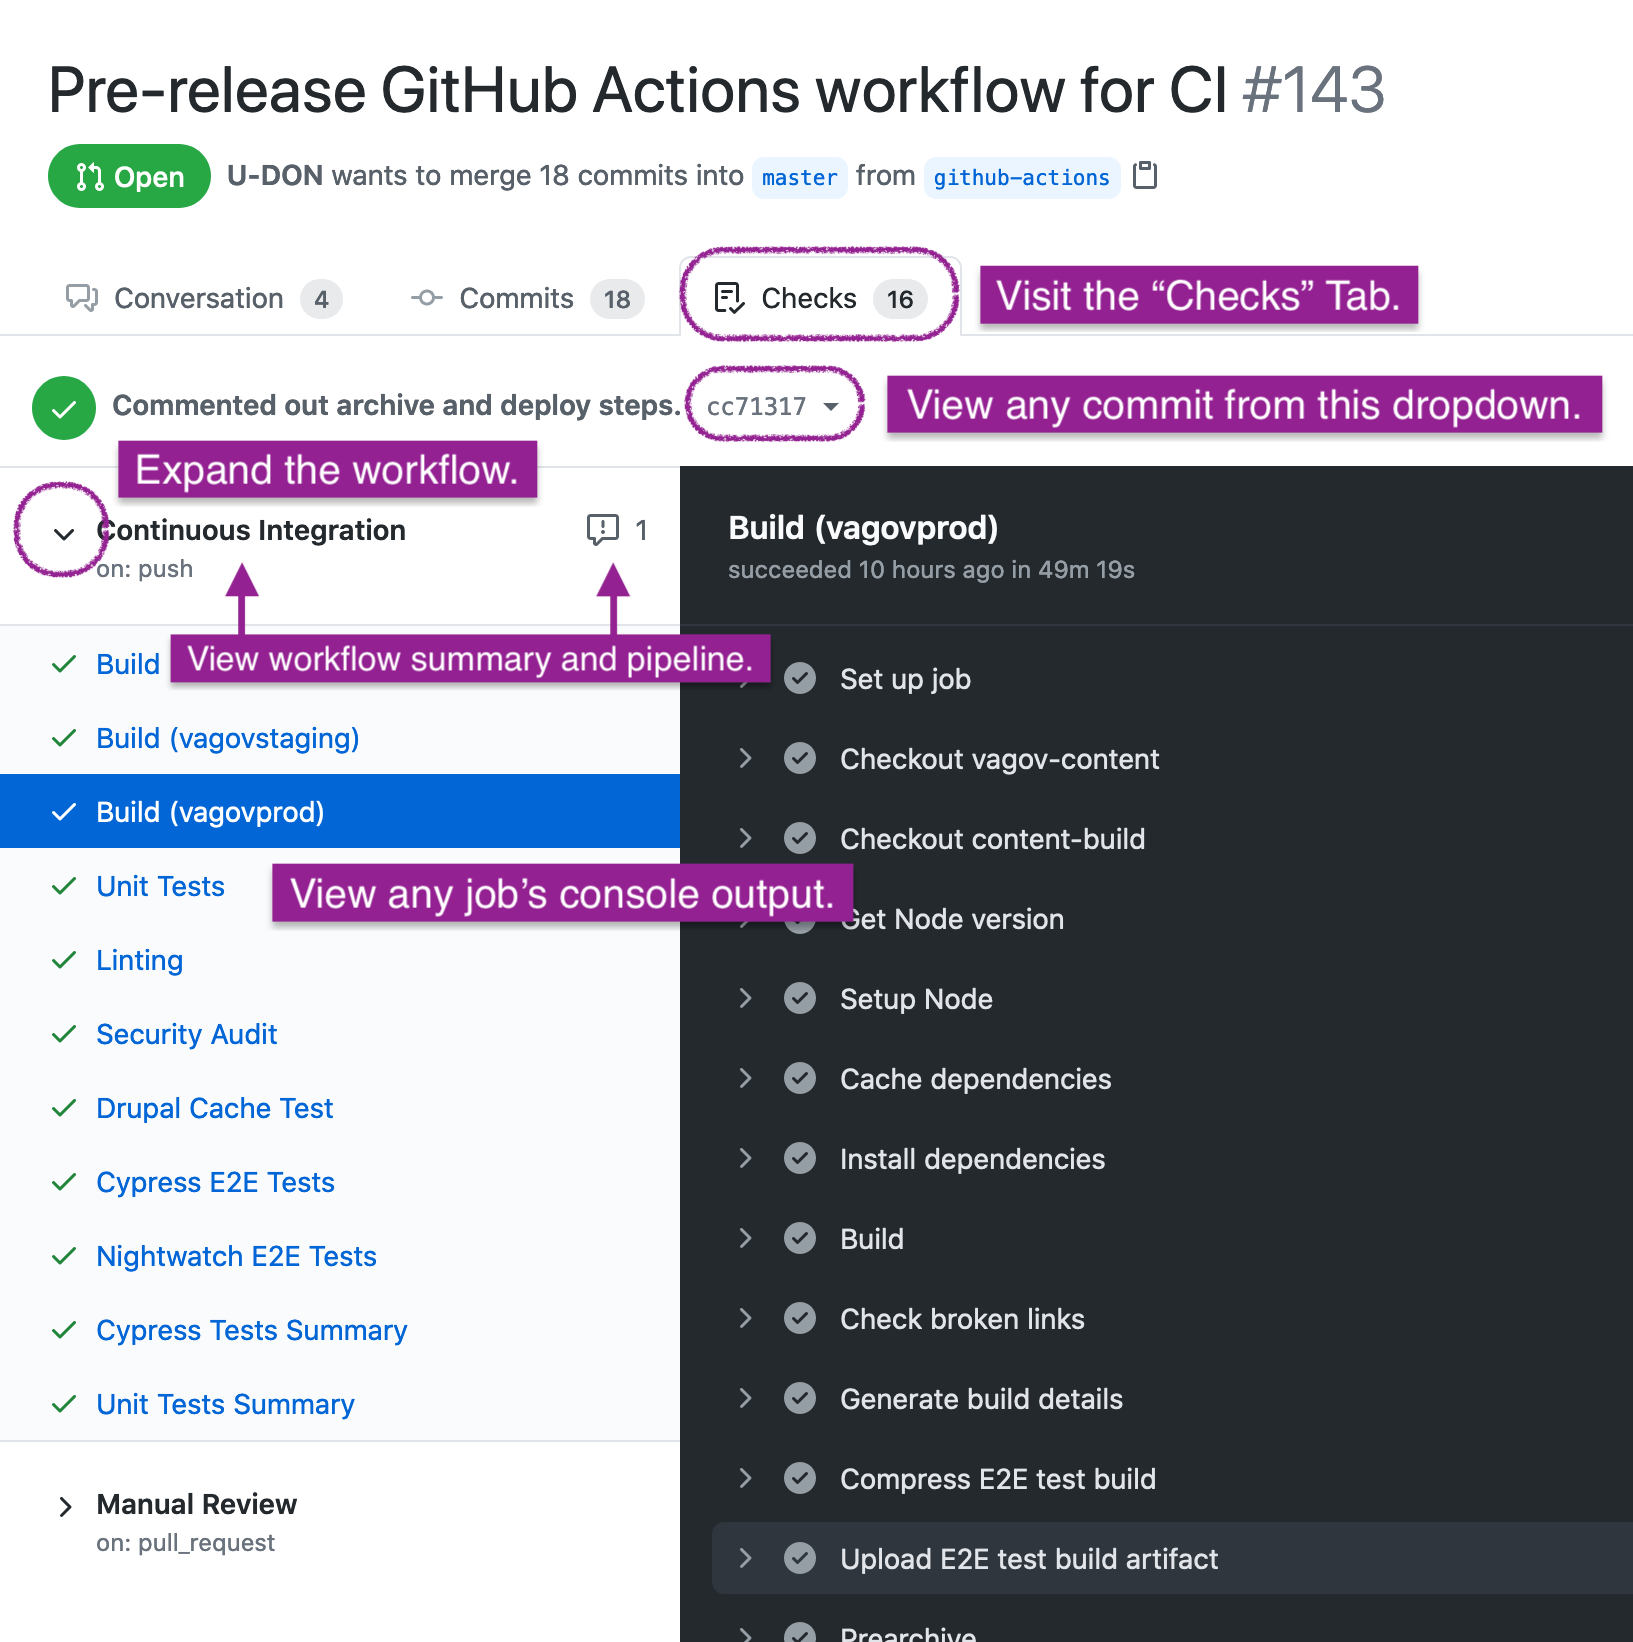 Pre-release GitHub Actions workflow for CI #143
Open
U-DON wants to merge 18 commits into master from github-actions
Conversation 4
Commits 18
Checks 16
Visit the “Checks” Tab.
Commented out archive and deploy steps.
cc71317
View any commit from this dropdown.
Expand the workflow.
Continuous Integration
1
on: push
View workflow summary and pipeline.
Build
Build (vagovstaging)
Build (vagovprod)
Unit Tests
View any job’s console output.
Linting
Security Audit
Drupal Cache Test
Cypress E2E Tests
Nightwatch E2E Tests
Cypress Tests Summary
Unit Tests Summary
Manual Review
on: pull_request
Build (vagovprod)
succeeded 10 hours ago in 49m 19s
Set up job
Checkout vagov-content
Checkout content-build
Get Node version
Setup Node
Cache dependencies
Install dependencies
Build
Check broken links
Generate build details
Compress E2E test build
Upload E2E test build artifact
Prearchive